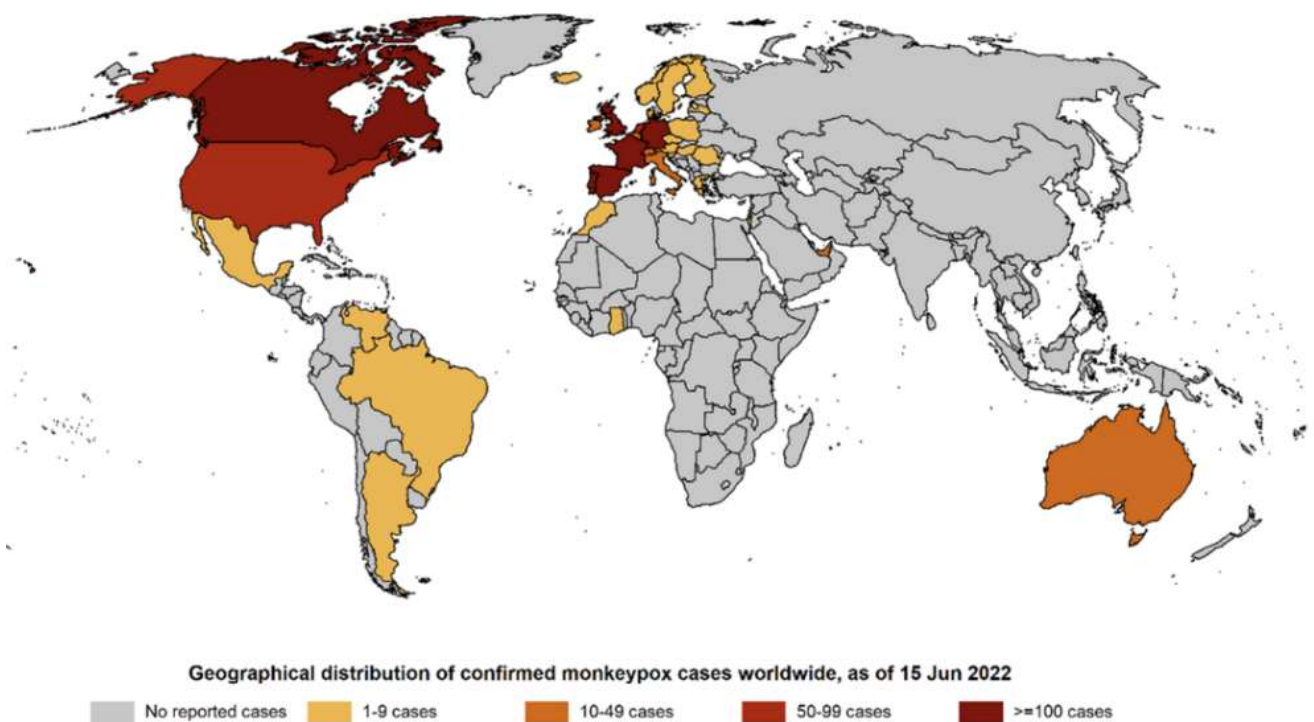 Geographical distribution of confirmed monkeypox cases worldwide, as of 15 Jun 2022
No reported cases 1-9 cases 10-49 cases 50-99 cases >=100 cases